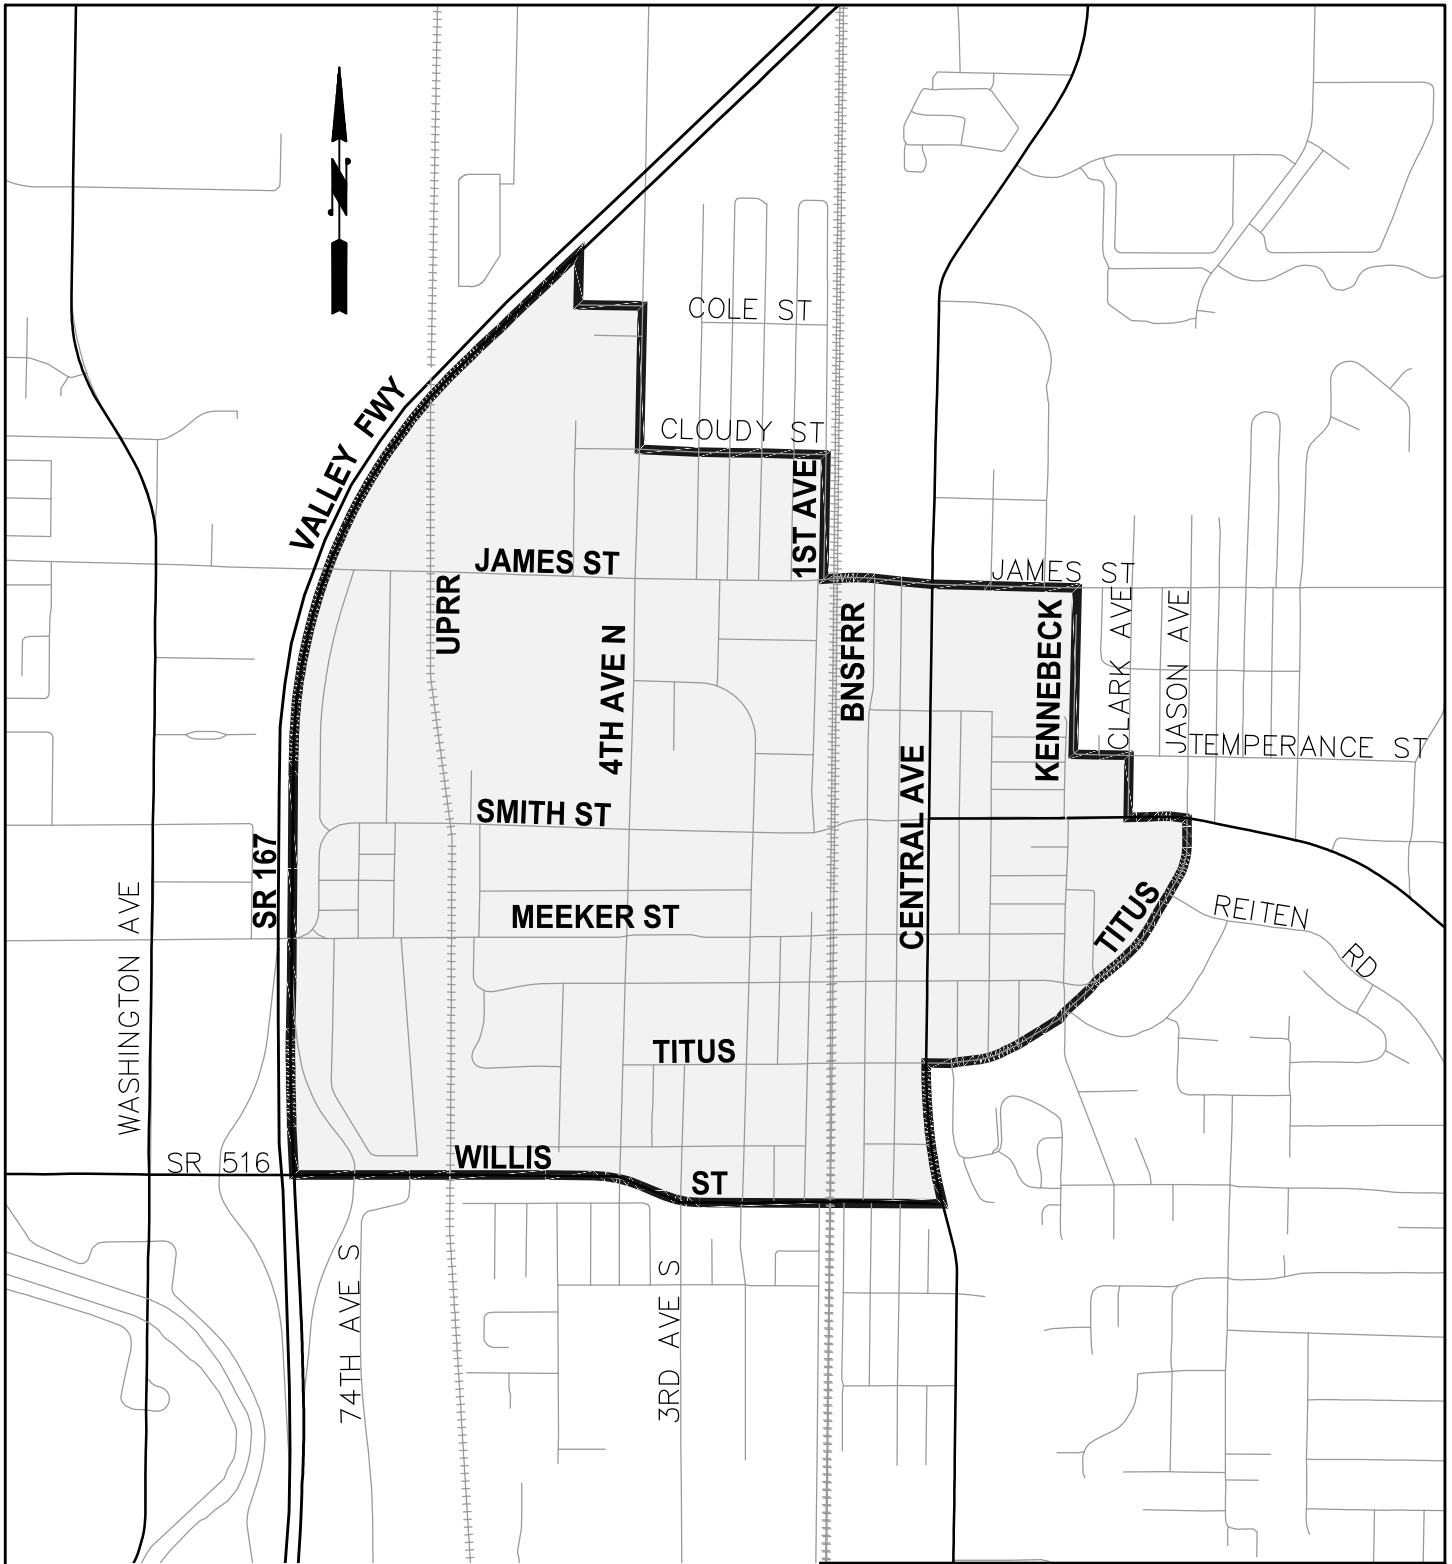 N
COLE ST
VALLEY FWY
CLOUDY ST
1ST AVE
JAMES ST
JAMES ST
UPRR
4TH AVE N
BNSFRR
KENNEBECK
CLARK AVE
JASON AVE
TEMPERANCE ST
CENTRAL AVE
SMITH ST
SR 167
WASHINGTON AVE
MEEKER ST
TITUS
REITEN RD
TITUS
SR 516
WILLIS ST
74TH AVE S
3RD AVE S